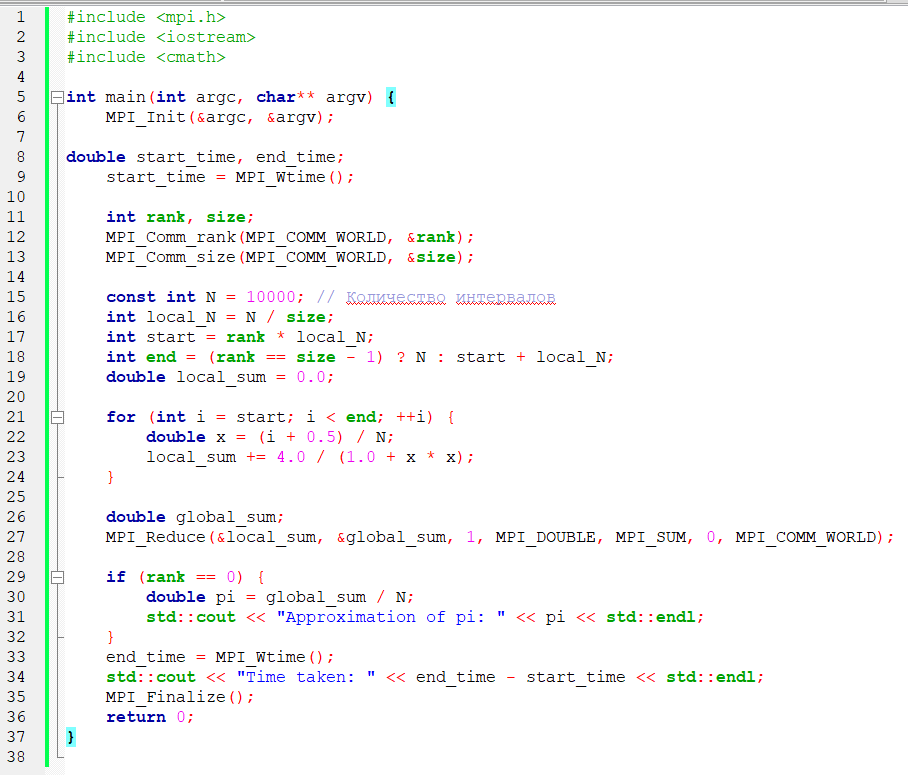 1 #include <mpi.h>
2 #include <iostream>
3 #include <cmath>
4
5 int main(int argc, char** argv) {
6     MPI_Init(&argc, &argv);
7
8 double start_time, end_time;
9     start_time = MPI_Wtime();
10
11     int rank, size;
12     MPI_Comm_rank(MPI_COMM_WORLD, &rank);
13     MPI_Comm_size(MPI_COMM_WORLD, &size);
14
15     const int N = 10000; // Количество интервалов
16     int local_N = N / size;
17     int start = rank * local_N;
18     int end = (rank == size - 1) ? N : start + local_N;
19     double local_sum = 0.0;
20
21     for (int i = start; i < end; ++i) {
22         double x = (i + 0.5) / N;
23         local_sum += 4.0 / (1.0 + x * x);
24     }
25
26     double global_sum;
27     MPI_Reduce(&local_sum, &global_sum, 1, MPI_DOUBLE, MPI_SUM, 0, MPI_COMM_WORLD);
28
29     if (rank == 0) {
30         double pi = global_sum / N;
31         std::cout << "Approximation of pi: " << pi << std::endl;
32     }
33     end_time = MPI_Wtime();
34     std::cout << "Time taken: " << end_time - start_time << std::endl;
35     MPI_Finalize();
36     return 0;
37 }
38